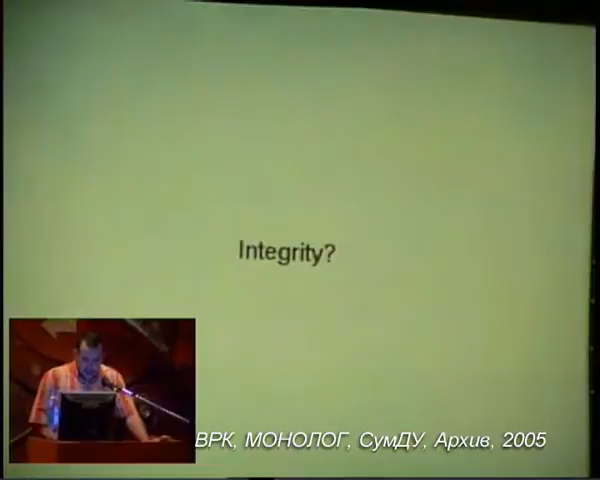 Integrity?
ВРК, МОНОЛОГ, СумДУ, Архив, 2005